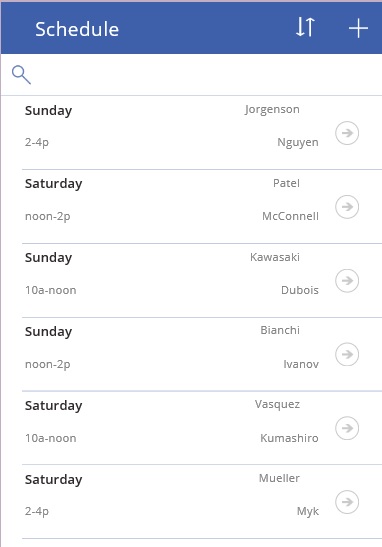 Schedule
Sunday Jorgenson
2-4p Nguyen
Saturday Patel
noon-2p McConnell
Sunday Kawasaki
10a-noon Dubois
Sunday Bianchi
noon-2p Ivanov
Saturday Vasquez
10a-noon Kumashiro
Saturday Mueller
2-4p Myk